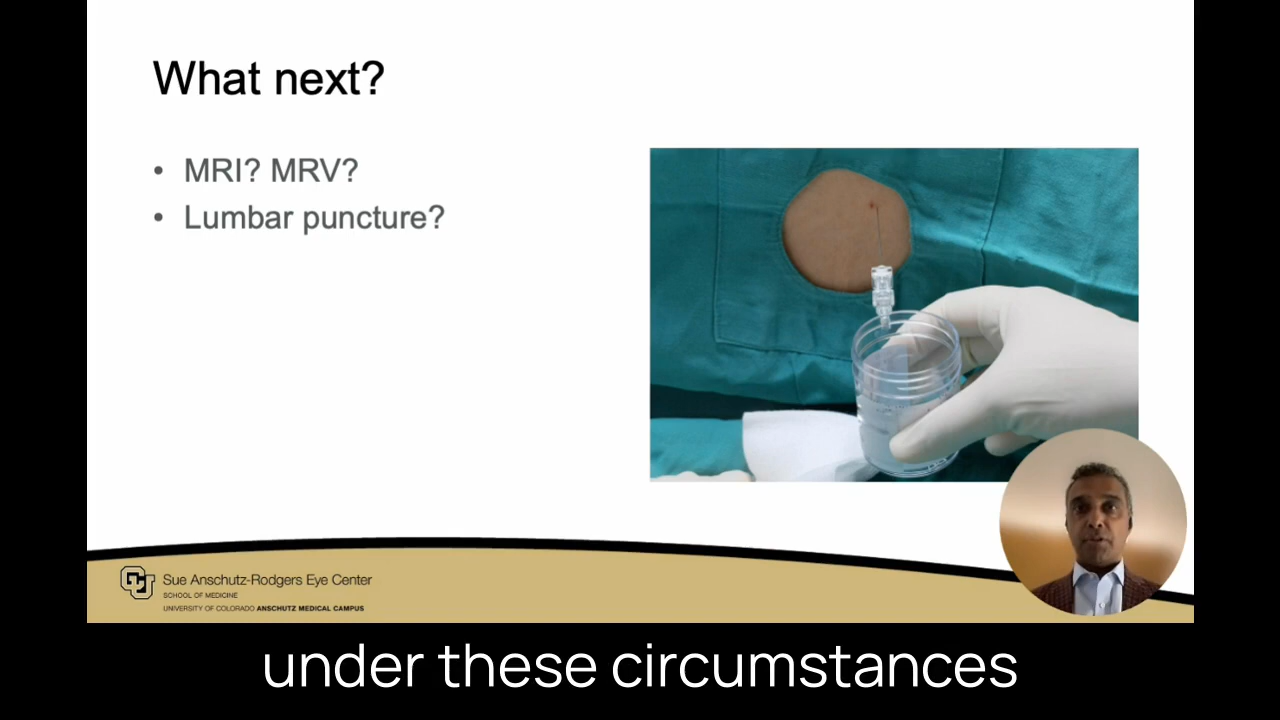 What next?
• MRI? MRV?
• Lumbar puncture?
Sue Anschutz-Rodgers Eye Center
SCHOOL OF MEDICINE
UNIVERSITY OF COLORADO ANSCHUTZ MEDICAL CAMPUS
under these circumstances